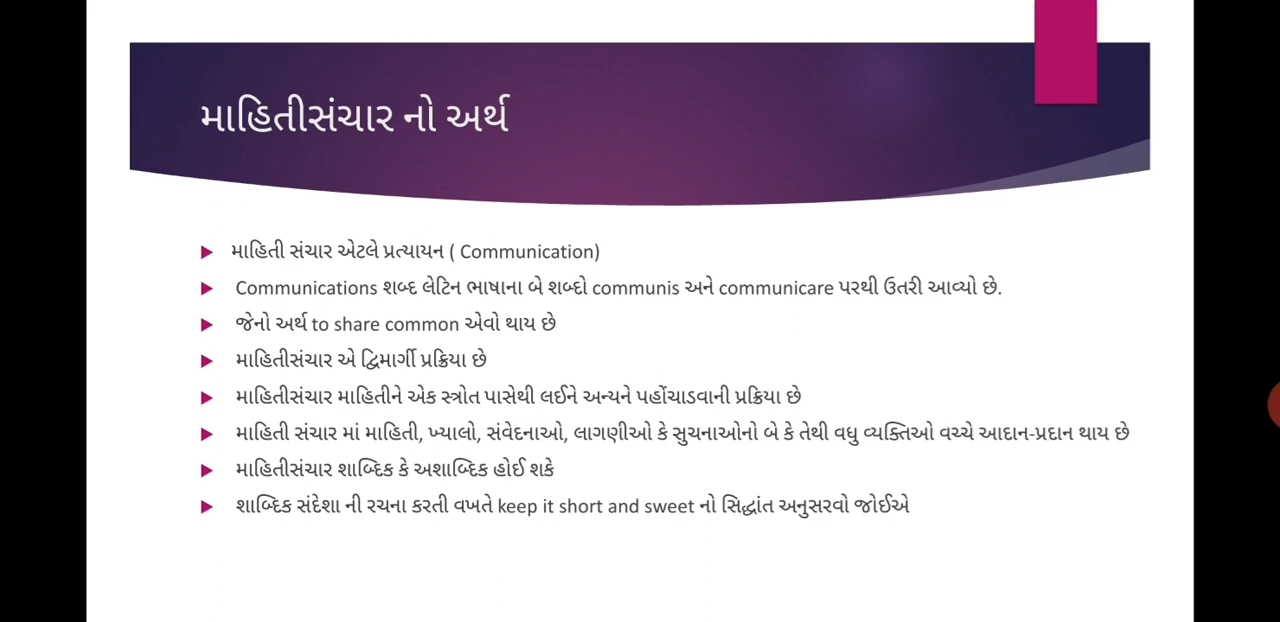 માહિતીસંચાર નો અર્થ
માહિતી સંચાર એટલે પ્રત્યાયન ( Communication)
Communications શબ્દ લેટિન ભાષાના બે શબ્દો communis અને communicare પરથી ઉતરી આવ્યો છે.
જેનો અર્થ to share common એવો થાય છે
માહિતીસંચાર એ દ્વિમાર્ગી પ્રક્રિયા છે
માહિતીસંચાર માહિતીને એક સ્ત્રોત પાસેથી લઈને અન્યને પહોંચાડવાની પ્રક્રિયા છે
માહિતી સંચાર માં માહિતી, ખ્યાલો, સંવેદનાઓ, લાગણીઓ કે સુચનાઓનો બે કે તેથી વધુ વ્યક્તિઓ વચ્ચે આદાન-પ્રદાન થાય છે
માહિતીસંચાર શાબ્દિક કે અશાબ્દિક હોઈ શકે
શાબ્દિક સંદેશા ની રચના કરતી વખતે keep it short and sweet નો સિદ્ધાંત અનુસરવો જોઈએ